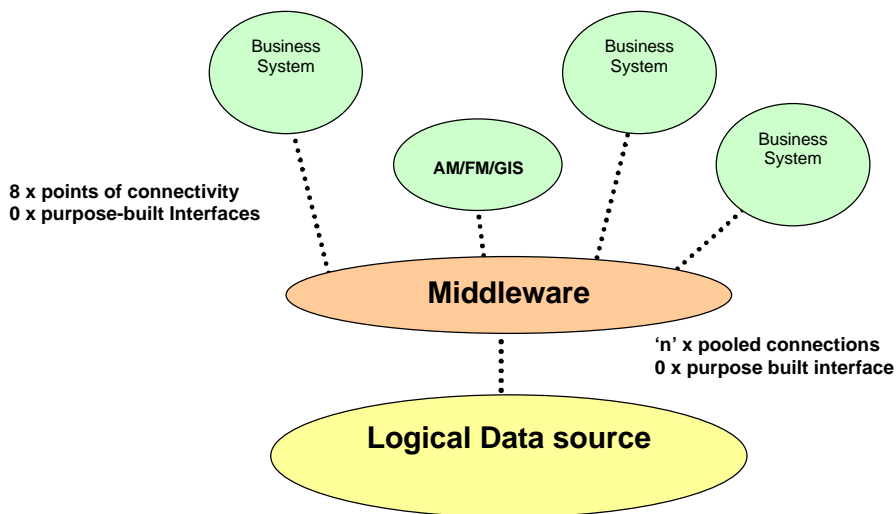 Business
System
Business
System
Business
System
AM/FM/GIS
8 x points of connectivity
0 x purpose-built Interfaces
Middleware
‘n’ x pooled connections
0 x purpose built interface
Logical Data source